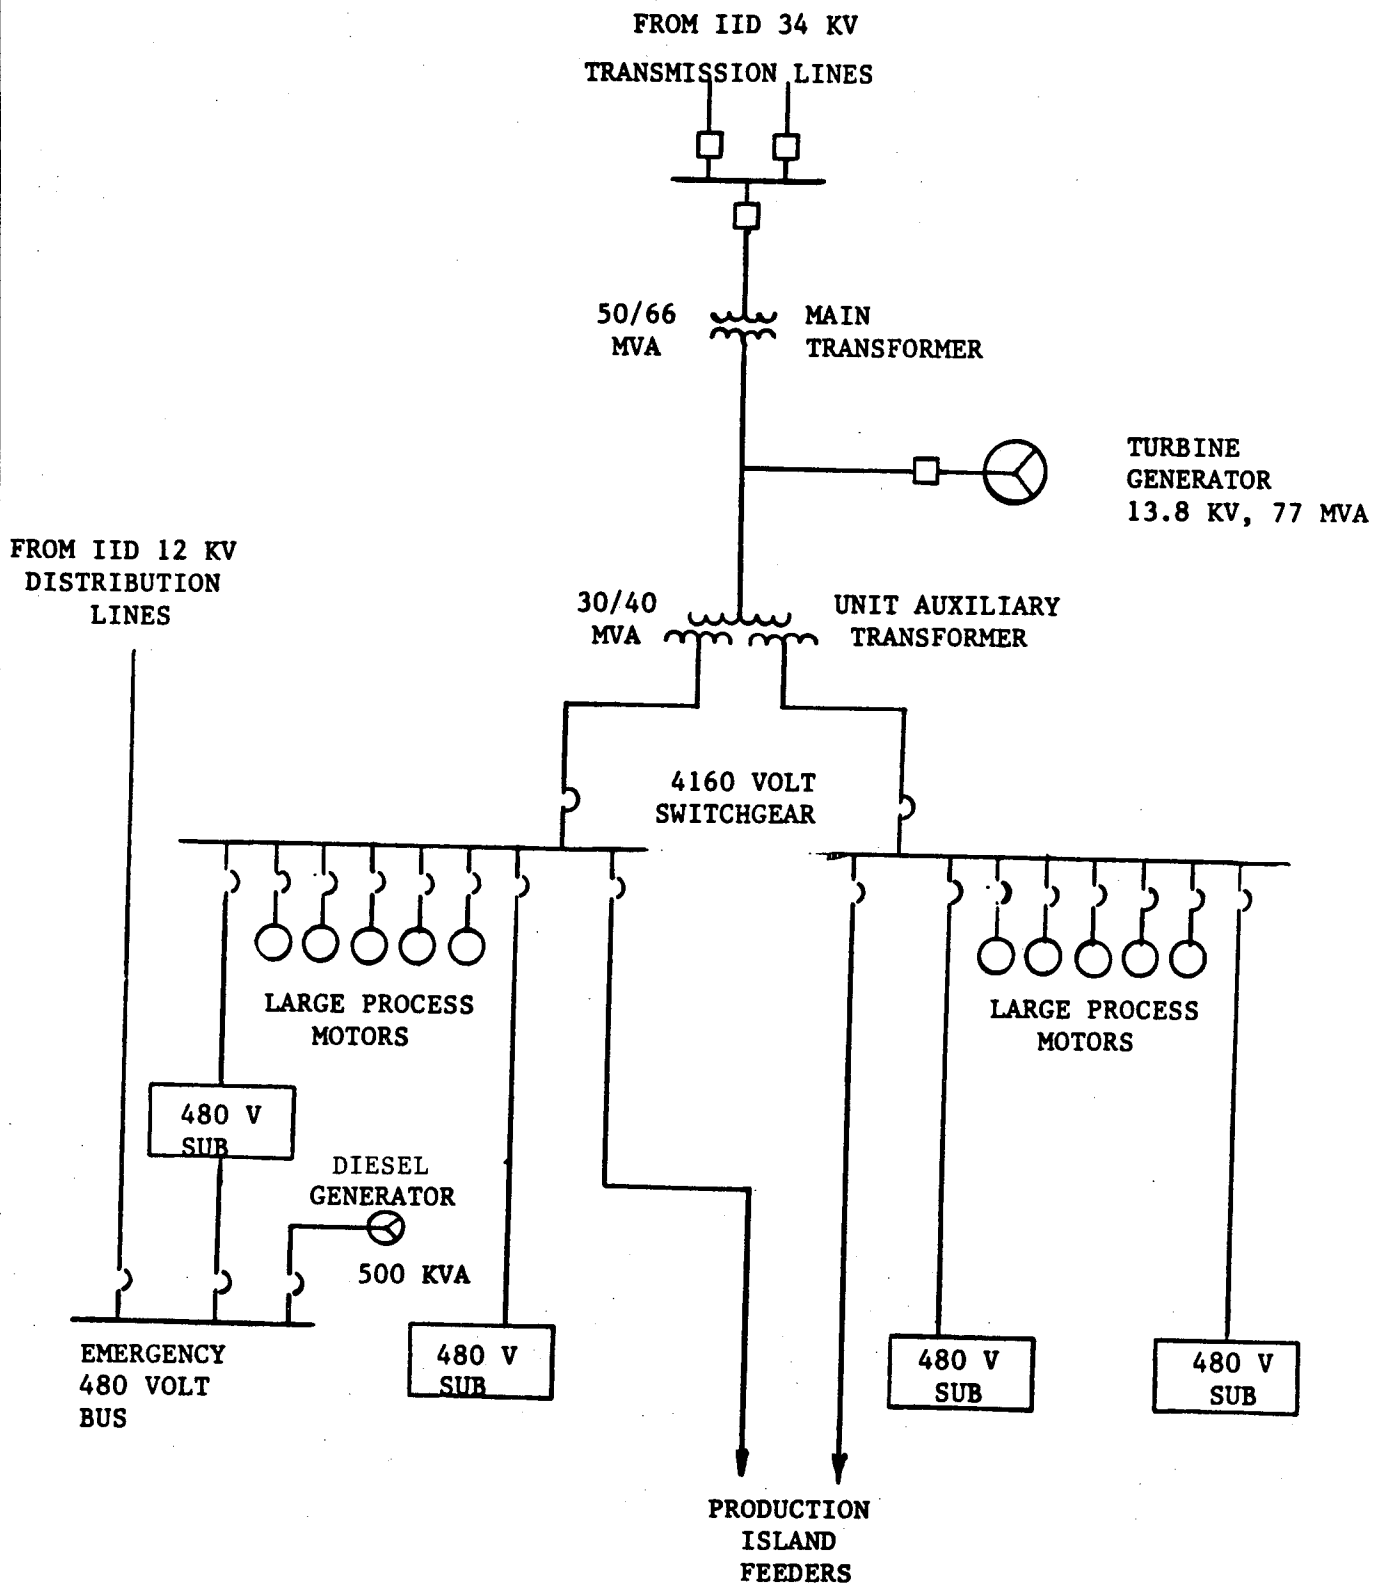 FROM IID 34 KV
TRANSMISSION LINES
50/66
MVA
MAIN
TRANSFORMER
TURBINE
GENERATOR
13.8 KV, 77 MVA
FROM IID 12 KV
DISTRIBUTION
LINES
30/40
MVA
UNIT AUXILIARY
TRANSFORMER
4160 VOLT
SWITCHGEAR
LARGE PROCESS
MOTORS
LARGE PROCESS
MOTORS
480 V
SUB
DIESEL
GENERATOR
500 KVA
EMERGENCY
480 VOLT
BUS
480 V
SUB
480 V
SUB
480 V
SUB
PRODUCTION
ISLAND
FEEDERS